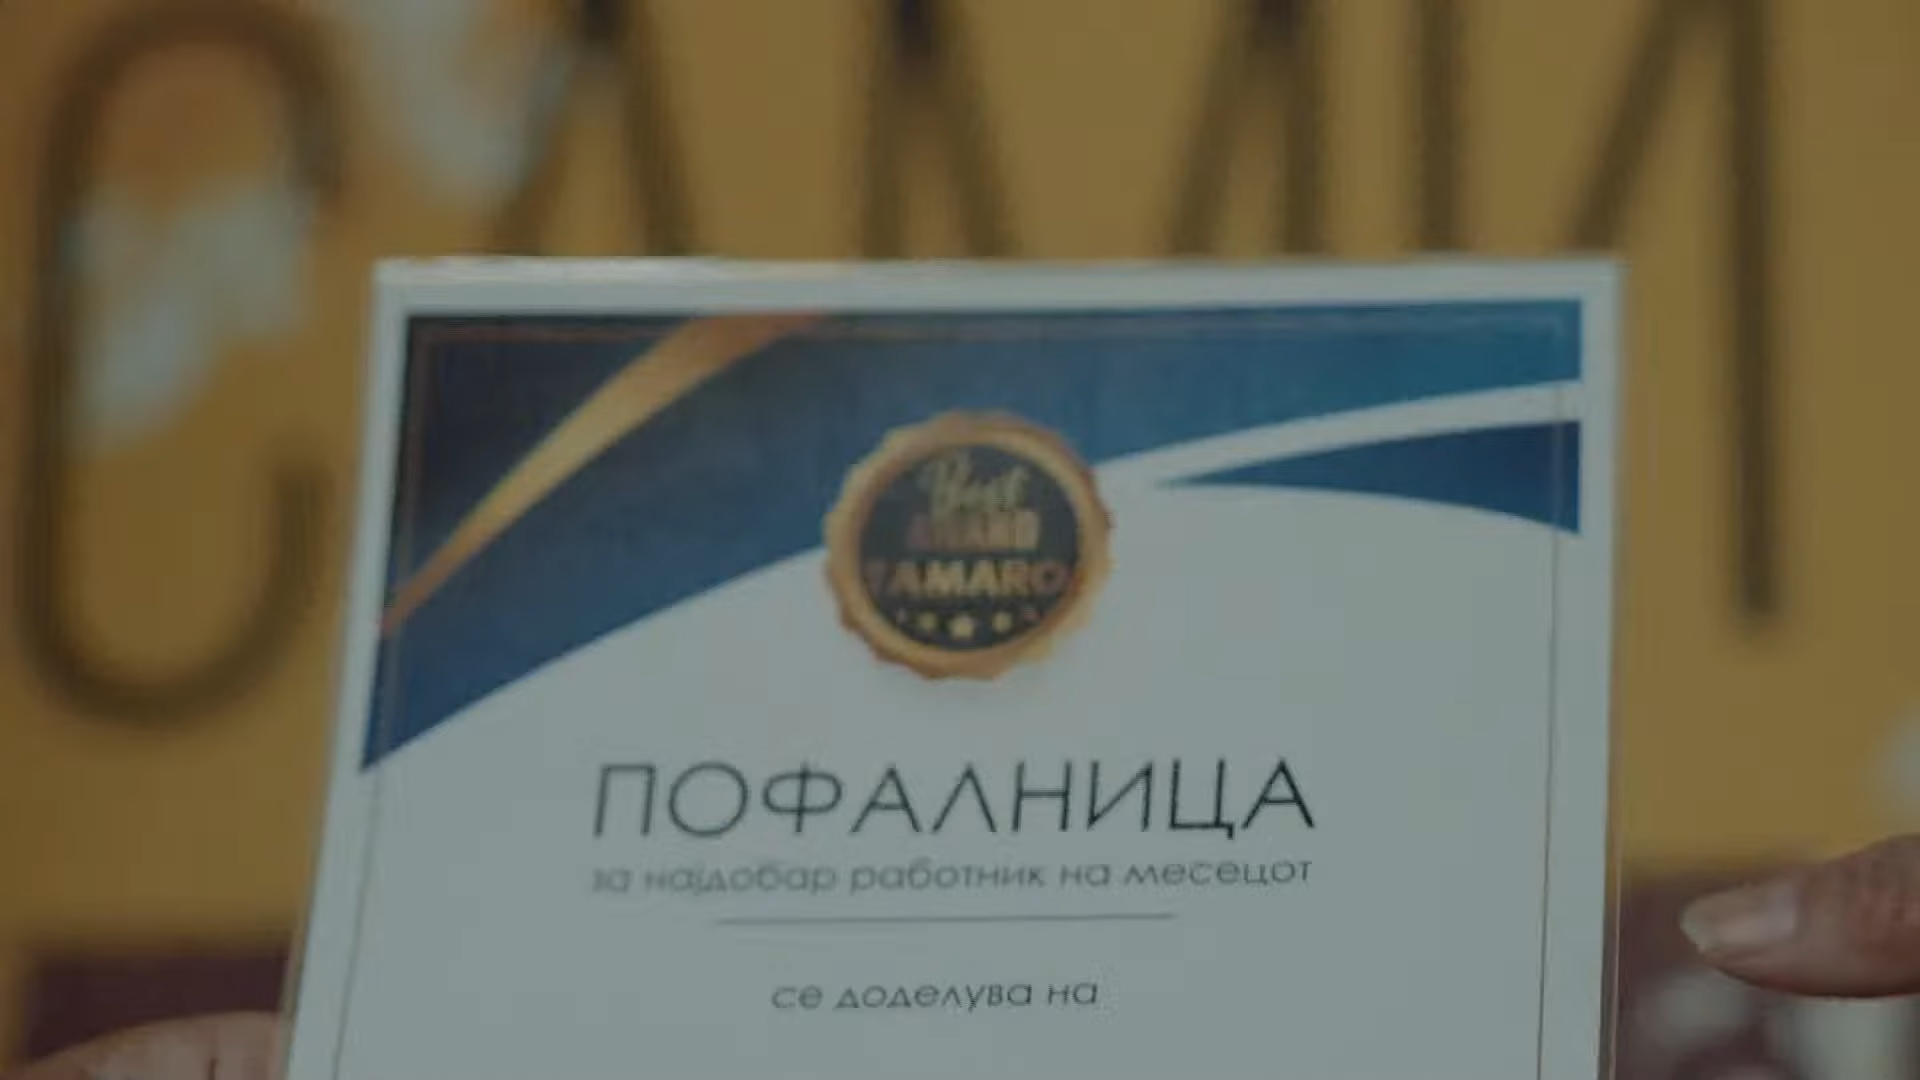 Best
AWARD
TAMARO
ПОФАЛНИЦА
за најдобар работник на месецот
се доделува на